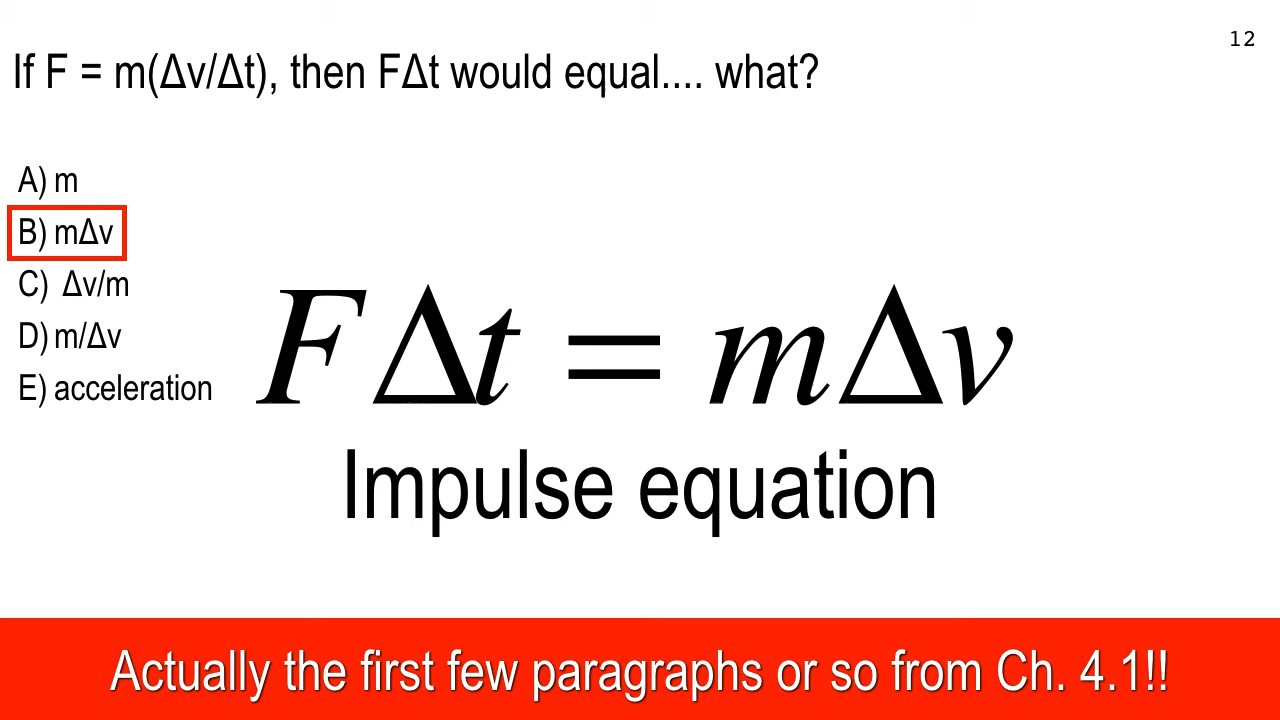 12
If F = m(Δv/Δt), then FΔt would equal.... what?
A) m
B) mΔv
C) Δv/m
D) m/Δv
E) acceleration
FΔt = mΔv
Impulse equation
Actually the first few paragraphs or so from Ch. 4.1!!